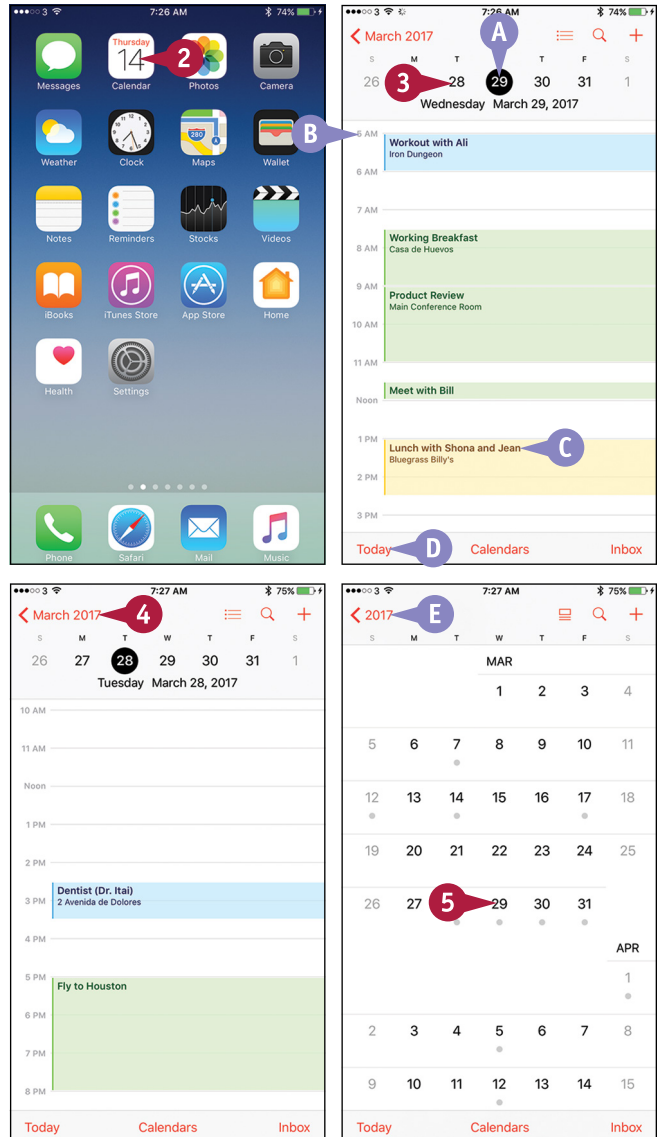 3 7:26 AM 74%
Thursday
14
2
Messages Calendar Photos Camera
280
Weather Clock Maps Wallet
Notes Reminders Stocks Videos
iBooks iTunes Store App Store Home
Health Settings
Phone Safari Mail Music
3 7:26 AM 74%
March 2017
A
S M T F S
26 3 28 29 30 31 1
Wednesday March 29, 2017
B
5 AM
Workout with Ali
Iron Dungeon
6 AM
7 AM
Working Breakfast
8 AM
Casa de Huevos
9 AM
Product Review
Main Conference Room
10 AM
11 AM
Meet with Bill
Noon
1 PM
Lunch with Shona and Jean C
Bluegrass Billy's
2 PM
3 PM
Today D Calendars Inbox
3 7:27 AM 75%
March 2017 4
S M T W T F S
26 27 28 29 30 31 1
Tuesday March 28, 2017
10 AM
11 AM
Noon
1 PM
2 PM
Dentist (Dr. Itai)
3 PM 2 Avenida de Dolores
4 PM
5 PM
Fly to Houston
6 PM
7 PM
8 PM
Today Calendars Inbox
3 7:27 AM 75%
2017 E
S M T W T F S
MAR
1 2 3 4
5 6 7 8 9 10 11
12 13 14 15 16 17 18
19 20 21 22 23 24 25
26 27 5 29 30 31
APR
1
2 3 4 5 6 7 8
9 10 11 12 13 14 15
Today Calendars Inbox